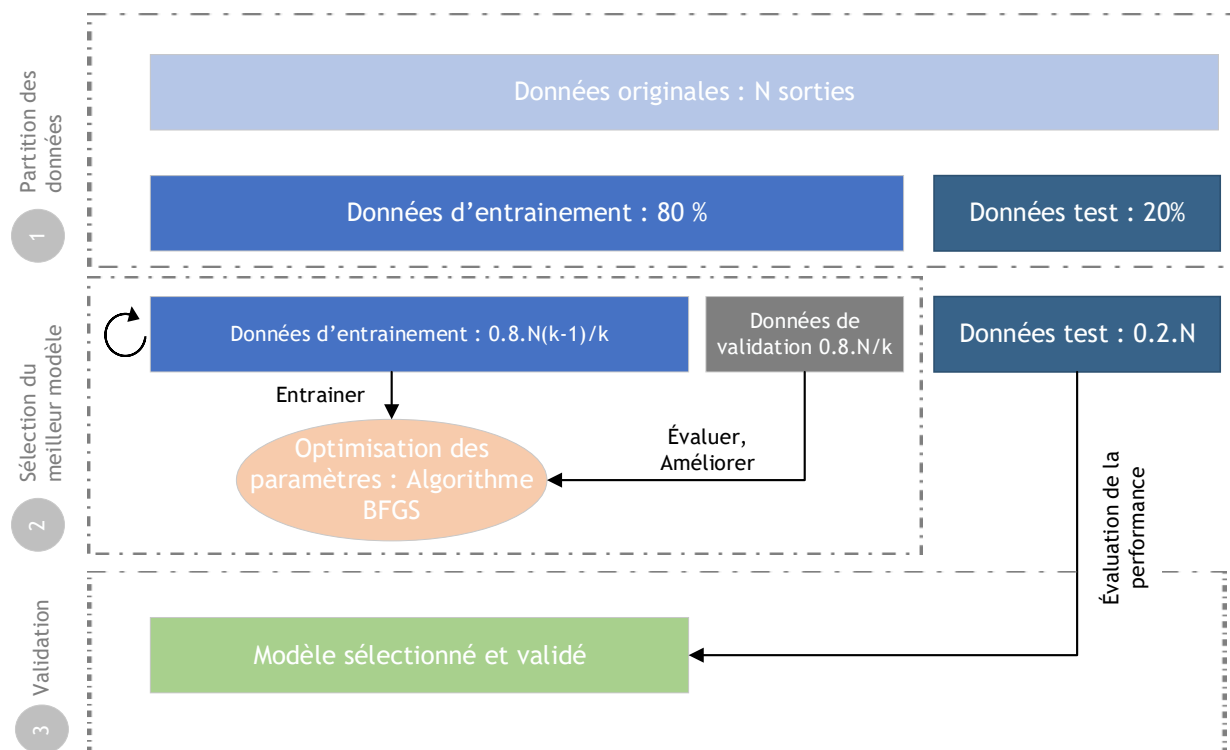 Partition des
données
1
Données originales : N sorties
Données d’entrainement : 80 %
Données test : 20%
Sélection du
meilleur modèle
2
Données d’entrainement : 0.8.N(k-1)/k
Données de
validation 0.8.N/k
Données test : 0.2.N
Entrainer
Évaluer,
Améliorer
Optimisation des
paramètres : Algorithme
BFGS
Évaluation de la
performance
Validation
3
Modèle sélectionné et validé